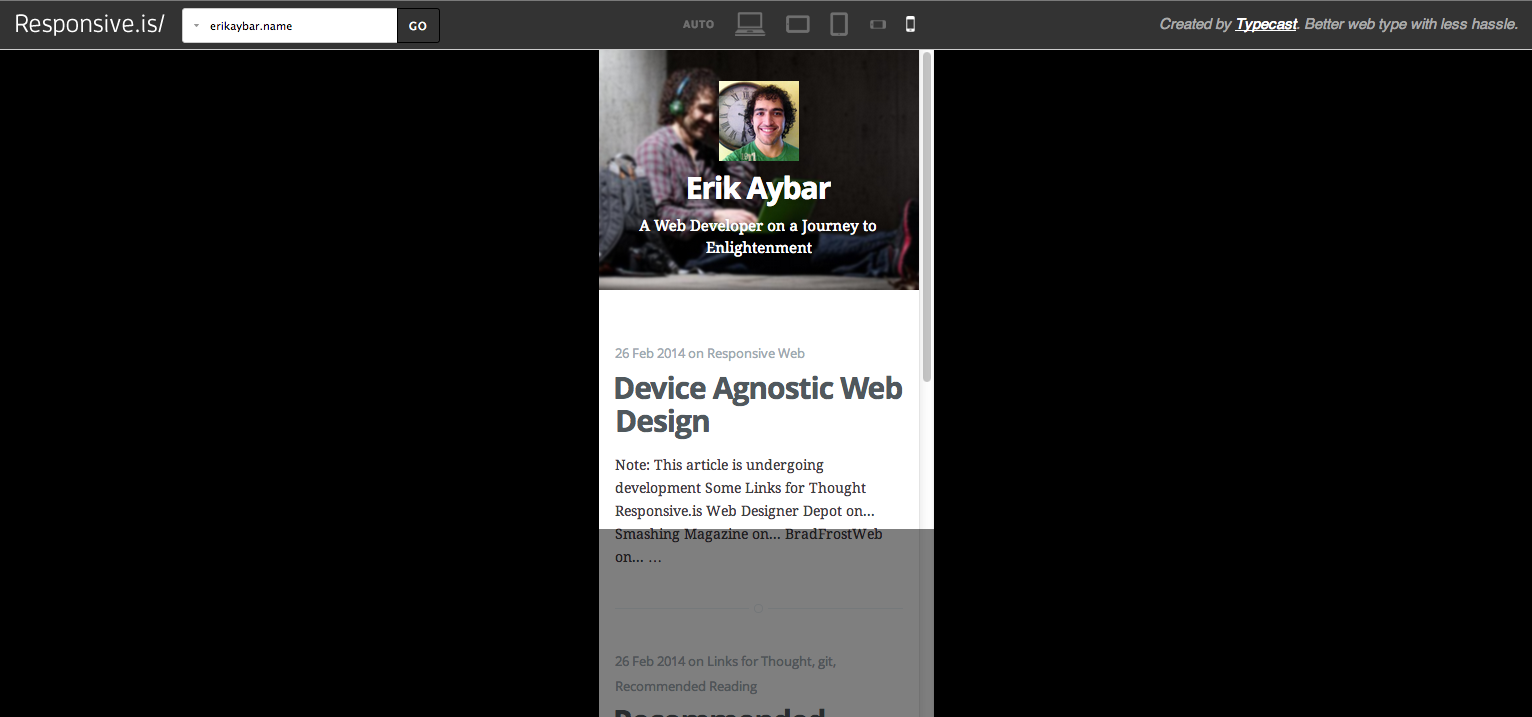 Responsive.is/
erikaybar.name
GO
AUTO
Created by Typecast. Better web type with less hassle.
Erik Aybar
A Web Developer on a Journey to
Enlightenment
26 Feb 2014 on Responsive Web
Device Agnostic Web
Design
Note: This article is undergoing
development Some Links for Thought
Responsive.is Web Designer Depot on...
Smashing Magazine on... BradFrostWeb
on... …
26 Feb 2014 on Links for Thought, git,
Recommended Reading
Recommended